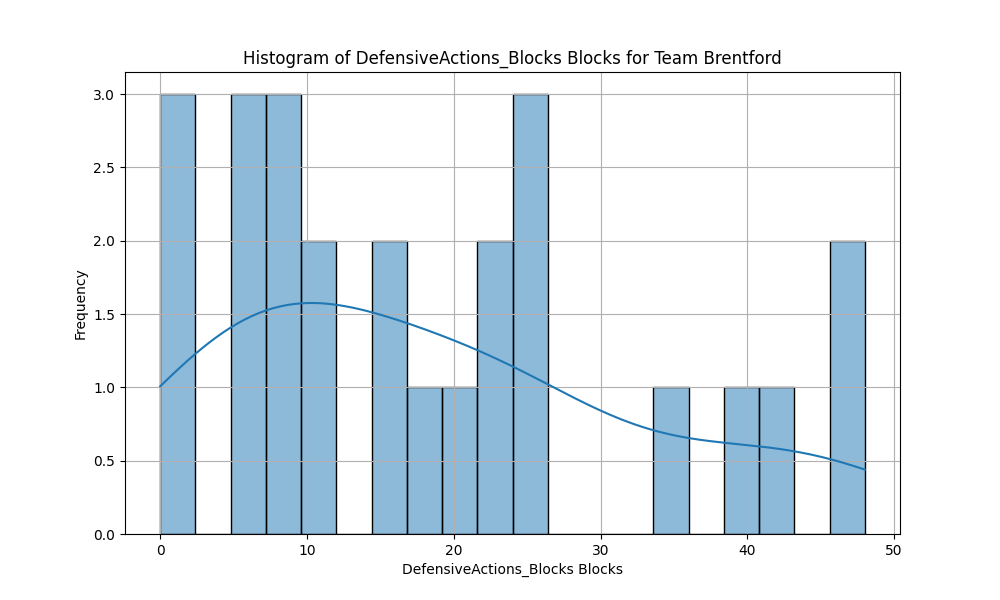 Histogram of DefensiveActions_Blocks Blocks for Team Brentford
Frequency
3.0
2.5
2.0
1.5
1.0
0.5
0.0
0 10 20 30 40 50
DefensiveActions_Blocks Blocks